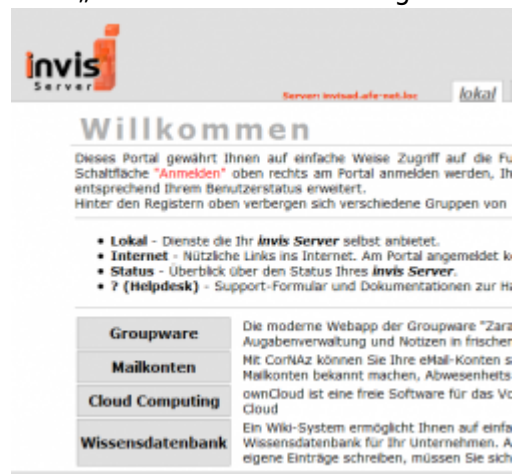 invis
Server
Server: invisad.afe-net.loc
lokal
Willkommen
Dieses Portal gewährt Ihnen auf einfache Weise Zugriff auf die Fu
Schaltfläche "Anmelden" oben rechts am Portal anmelden werden, Ih
entsprechend Ihrem Benutzerstatus erweitert.
Hinter den Registern oben verbergen sich verschiedene Gruppen von
• Lokal - Dienste die Ihr invis Server selbst anbietet.
• Internet - Nützliche Links ins Internet. Am Portal angemeldet k
• Status - Überblick über den Status Ihres invis Server.
• ? (Helpdesk) - Support-Formular und Dokumentationen zur Ha
Groupware
Die moderne Webapp der Groupware "Zara
Augabenverwaltung und Notizen in frischer
Mailkonten
Mit CorNAz können Sie Ihre eMail-Konten s
Mailkonten bekannt machen, Abwesenheits
Cloud Computing
ownCloud ist eine freie Software für das Vo
Cloud
Wissensdatenbank
Ein Wiki-System ermöglicht Ihnen auf einfa
Wissensdatenbank für Ihr Unternehmen. A
eigene Einträge schreiben, müssen Sie sich